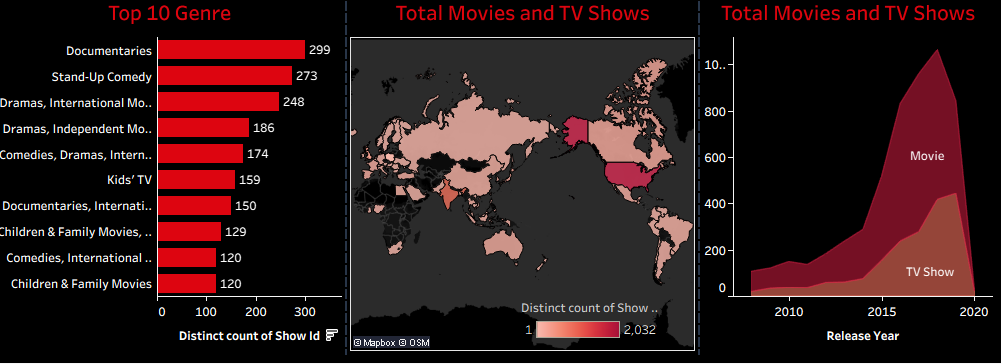 Top 10 Genre
Documentaries 299
Stand-Up Comedy 273
Dramas, International Mo.. 248
Dramas, Independent Mo.. 186
Comedies, Dramas, Intern.. 174
Kids' TV 159
Documentaries, Internati.. 150
Children & Family Movies, .. 129
Comedies, International .. 120
Children & Family Movies 120
0 100 200 300
Distinct count of Show Id
Total Movies and TV Shows
Distinct count of Show ..
1 2,032
© Mapbox © OSM
Total Movies and TV Shows
10..
800
600
400
200
0
Movie
TV Show
2010 2015 2020
Release Year